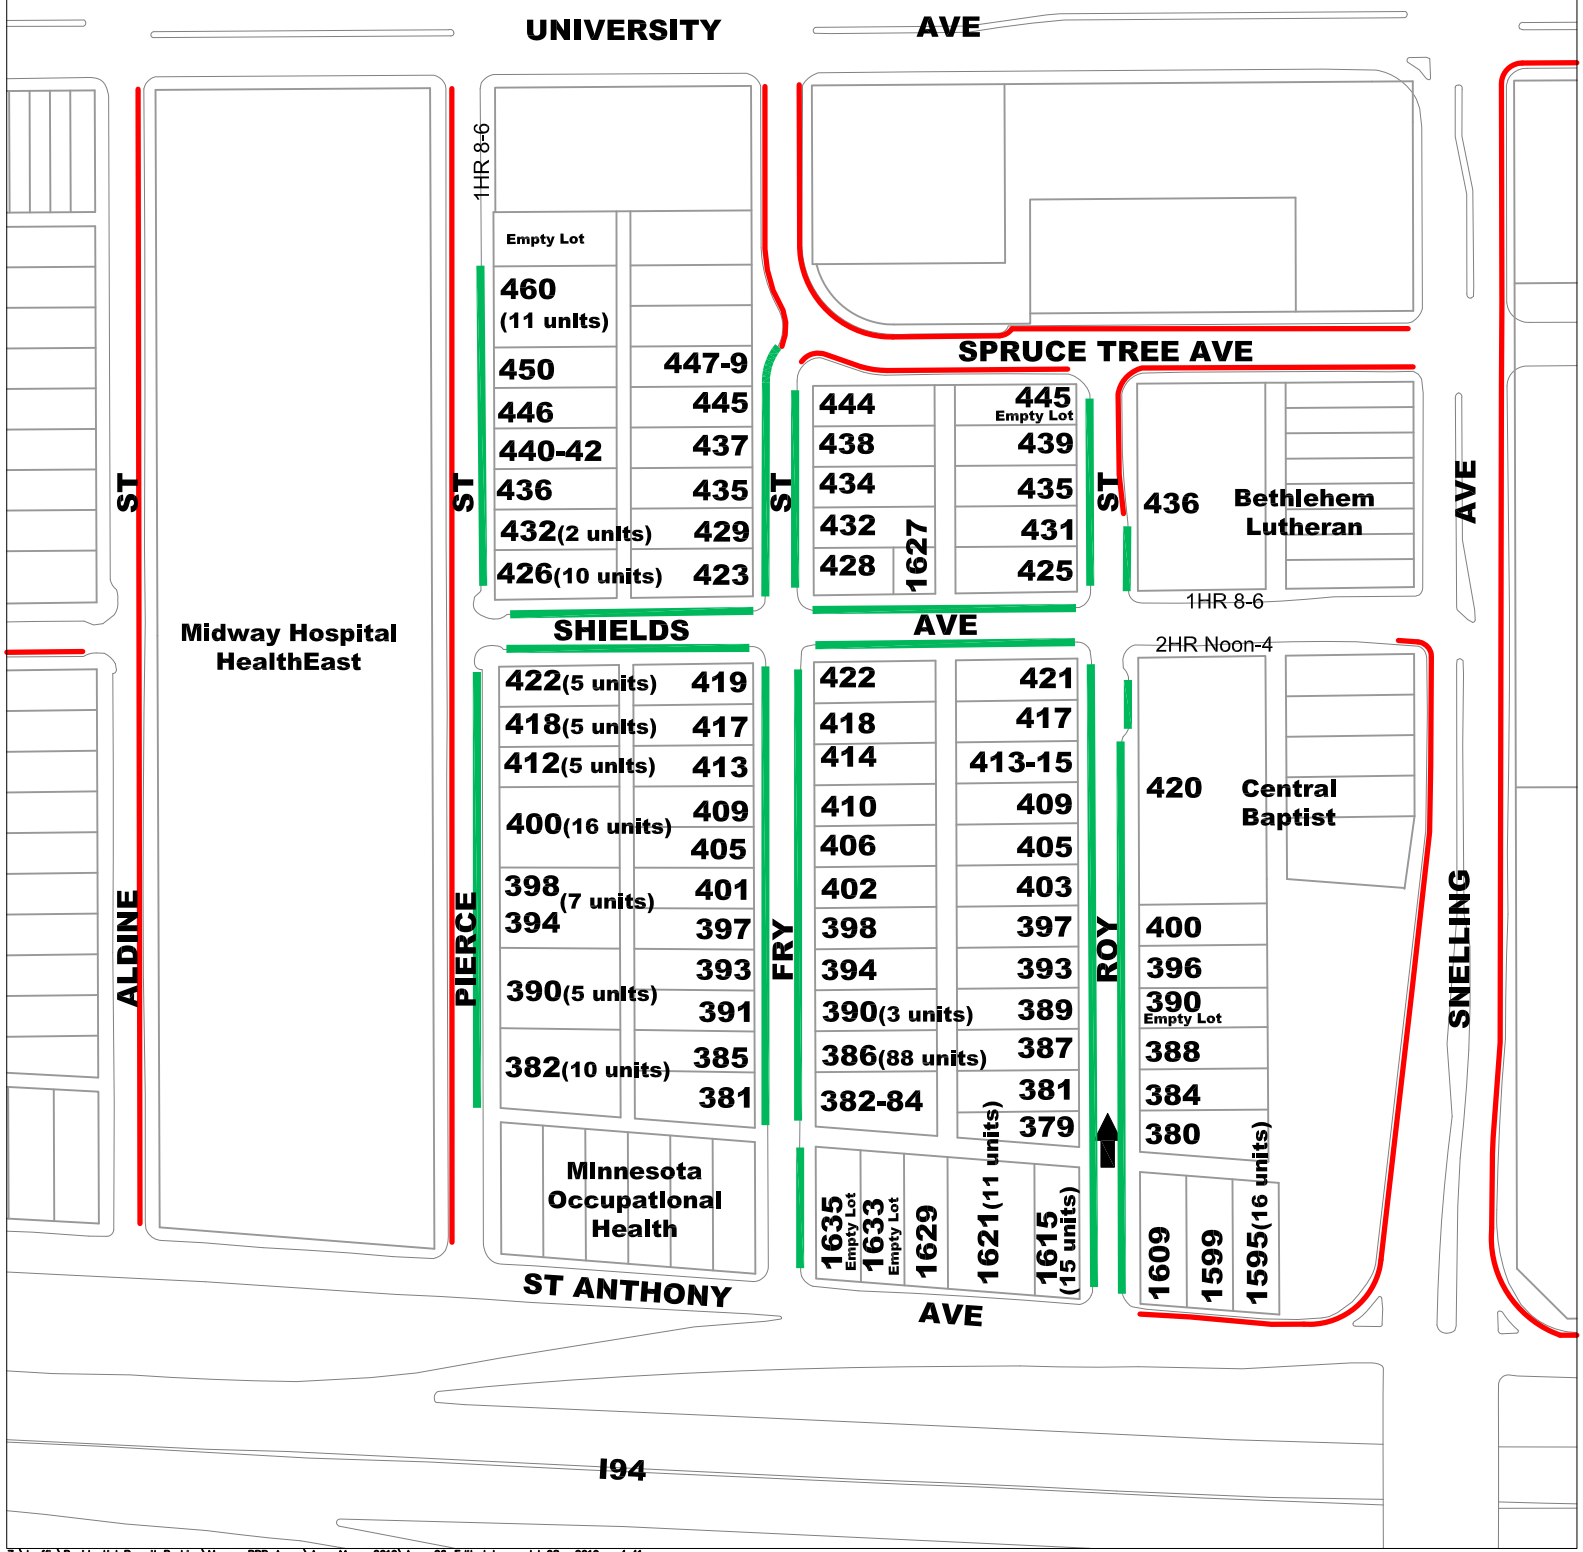 UNIVERSITY AVE
1HR 8-6
Empty Lot
460
(11 units)
450
446
440-42
436
432(2 units)
426(10 units)
447-9
445
437
435
429
423
SPRUCE TREE AVE
444
438
434
432
428
1627
445
Empty Lot
439
435
431
425
436
Bethlehem
Lutheran
ST
ST
ST
ST
AVE
1HR 8-6
2HR Noon-4
SHIELDS AVE
Midway Hospital
HealthEast
422(5 units)
418(5 units)
412(5 units)
400(16 units)
398
(7 units)
394
390(5 units)
382(10 units)
419
417
413
409
405
401
397
393
391
385
381
422
418
414
410
406
402
398
394
390(3 units)
386(88 units)
382-84
421
417
413-15
409
405
403
397
393
389
387
381
379
420
Central
Baptist
400
396
390
Empty Lot
388
384
380
ALDINE
PIERCE
FRY
ROY
SNELLING
MInnesota
OccupatIonal
Health
1635
Empty Lot
1633
Empty Lot
1629
1621(11 units)
1615
(15 units)
1609
1599
1595(16 units)
ST ANTHONY AVE
I94